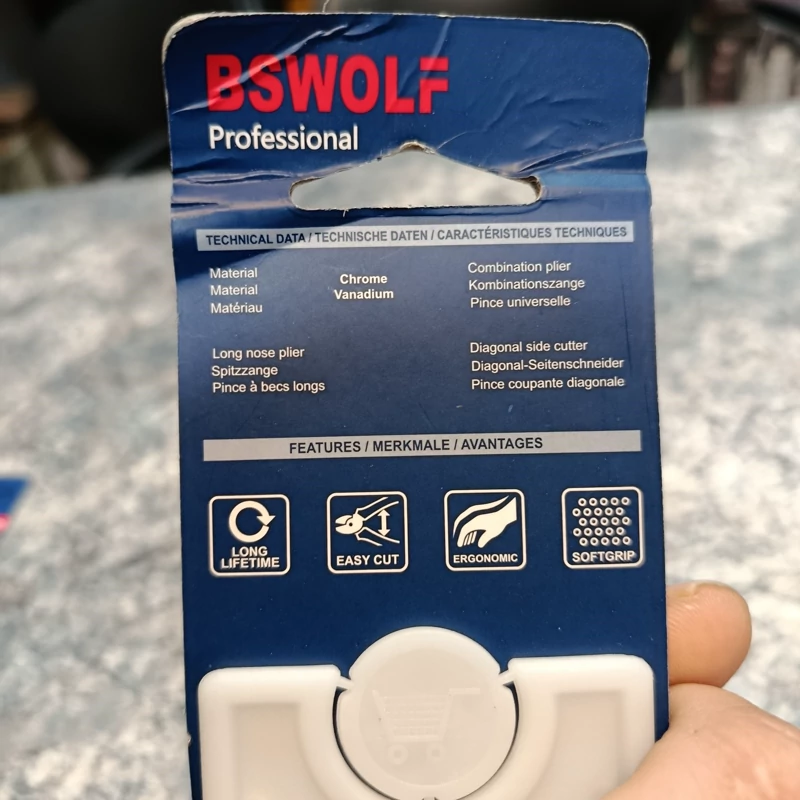 BSWOLF
Professional
TECHNICAL DATA / TECHNISCHE DATEN / CARACTÉRISTIQUES TECHNIQUES
Material
Material
Matériau
Chrome
Vanadium
Combination plier
Kombinationszange
Pince universelle
Long nose plier
Spitzzange
Pince à becs longs
Diagonal side cutter
Diagonal-Seitenschneider
Pince coupante diagonale
FEATURES / MERKMALE / AVANTAGES
LONG
LIFETIME
EASY CUT
ERGONOMIC
SOFTGRIP